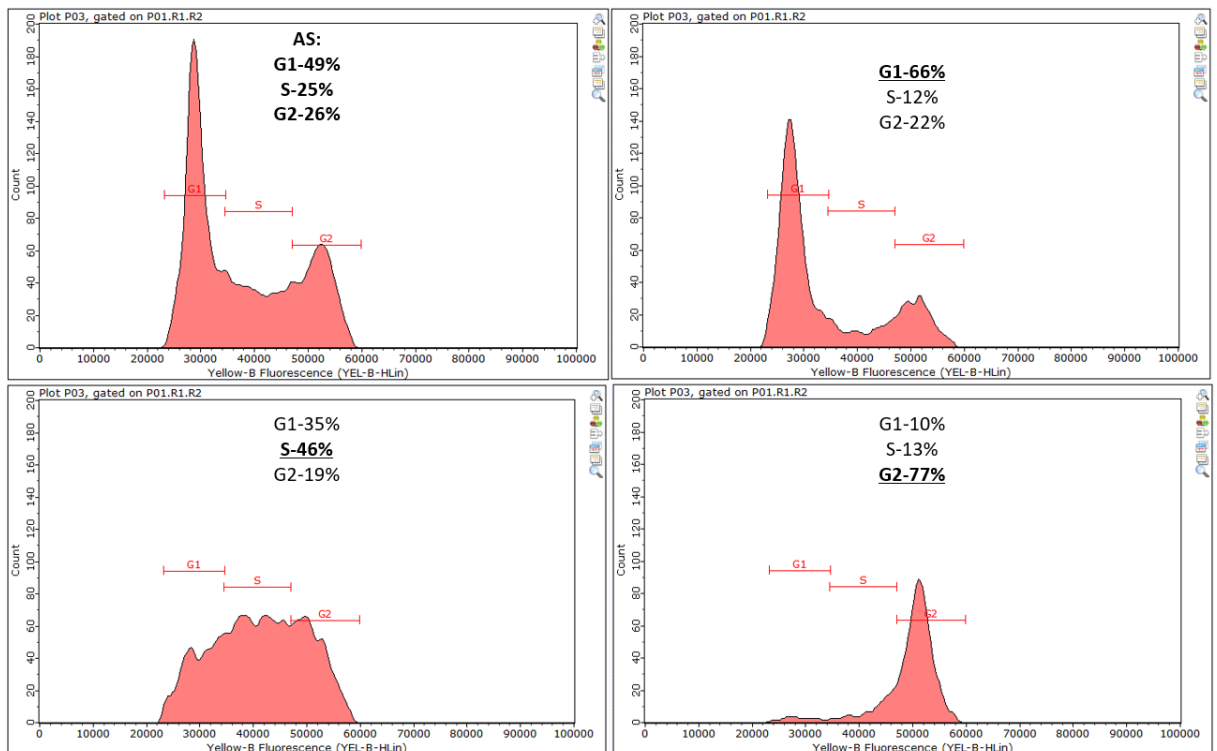 Plot P03, gated on P01.R1.R2
AS:
G1-49%
S-25%
G2-26%
Count
200
180
160
140
120
100
80
60
40
20
0
G1
S
G2
0 10000 20000 30000 40000 50000 60000 70000 80000 90000 100000
Yellow-B Fluorescence (YEL-B-HLin)
Plot P03, gated on P01.R1.R2
G1-66%
S-12%
G2-22%
Count
200
180
160
140
120
100
80
60
40
20
0
G1
S
G2
0 10000 20000 30000 40000 50000 60000 70000 80000 90000 100000
Yellow-B Fluorescence (YEL-B-HLin)
Plot P03, gated on P01.R1.R2
G1-35%
S-46%
G2-19%
Count
200
180
160
140
120
100
80
60
40
20
0
G1
S
G2
0 10000 20000 30000 40000 50000 60000 70000 80000 90000 100000
Yellow-B Fluorescence (YEL-B-HLin)
Plot P03, gated on P01.R1.R2
G1-10%
S-13%
G2-77%
Count
200
180
160
140
120
100
80
60
40
20
0
G1
S
G2
0 10000 20000 30000 40000 50000 60000 70000 80000 90000 100000
Yellow-B Fluorescence (YEL-B-HLin)